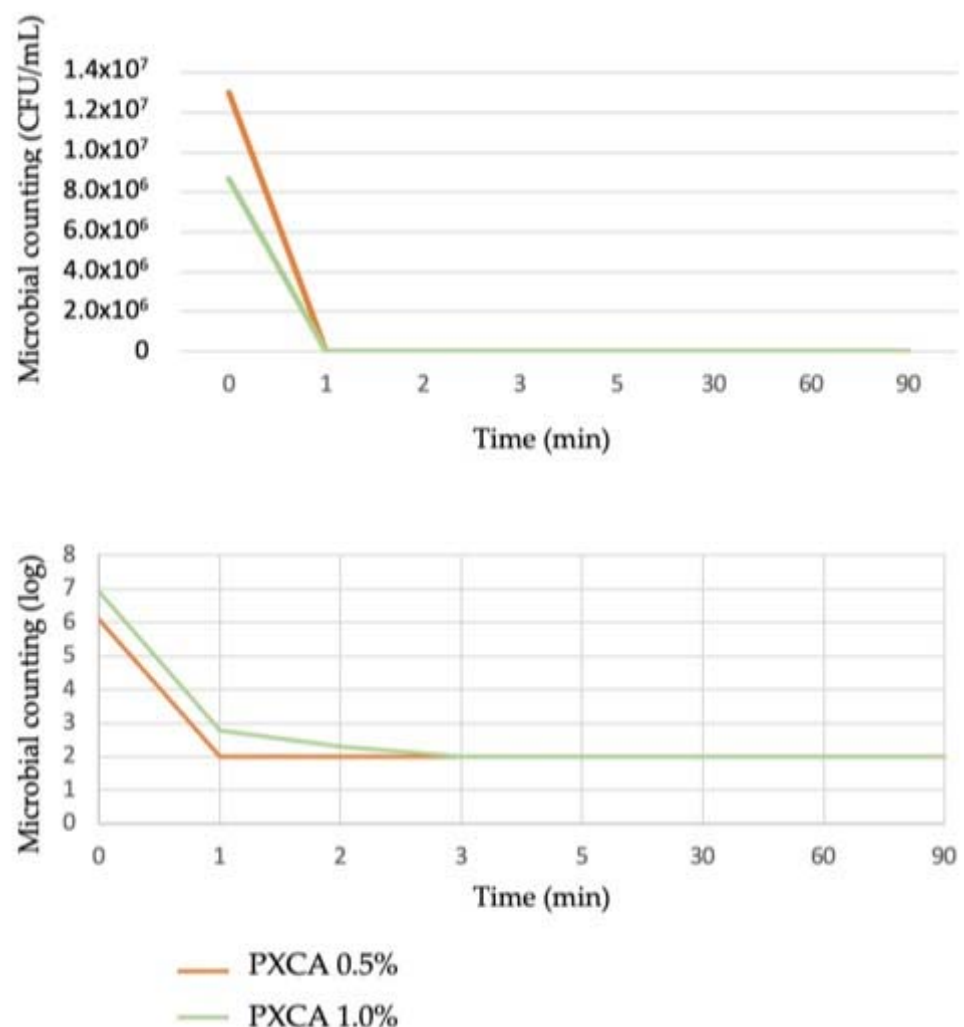 Microbial counting (CFU/mL)
1.4x10⁷
1.2x10⁷
1.0x10⁷
8.0x10⁶
6.0x10⁶
4.0x10⁶
2.0x10⁶
0
0 1 2 3 5 30 60 90
Time (min)
Microbial counting (log)
8
7
6
5
4
3
2
1
0
0 1 2 3 5 30 60 90
Time (min)
PXCA 0.5%
PXCA 1.0%